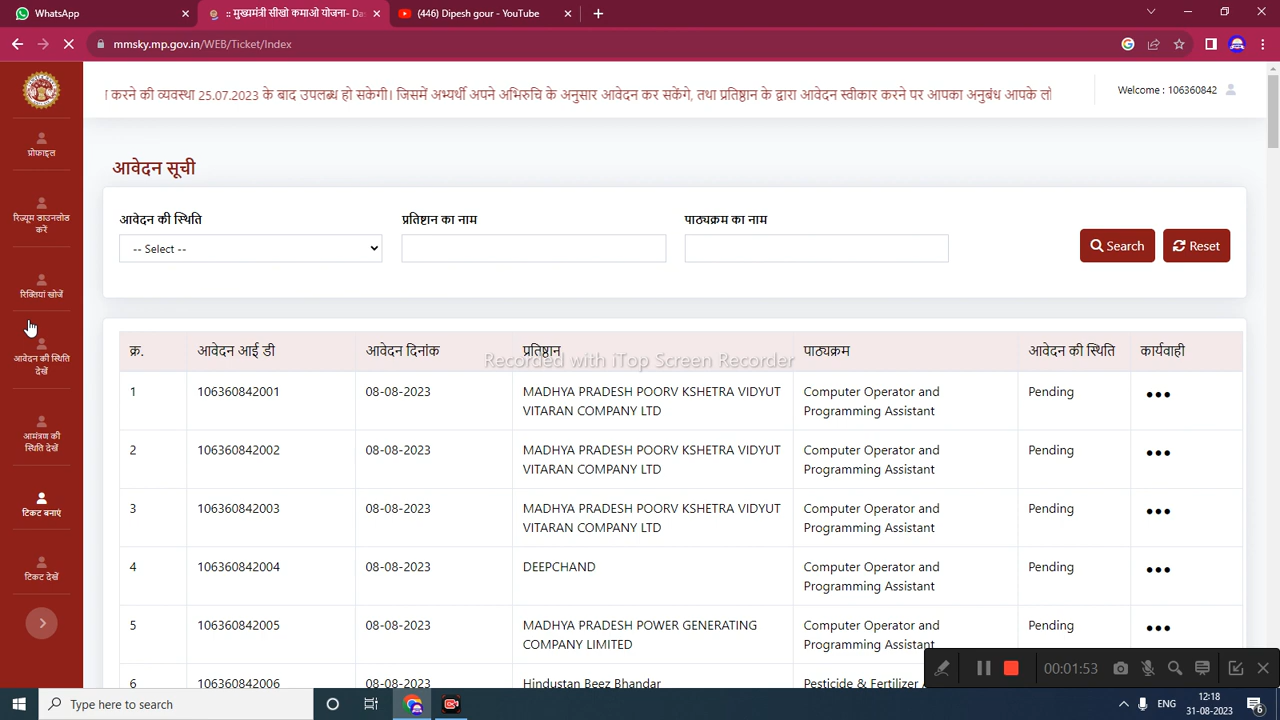 WhatsApp
:: मुख्यमंत्री सीखो कमाओ योजना- Das
(446) Dipesh gour - YouTube
mmsky.mp.gov.in/WEB/Ticket/Index
करने की व्यवस्था 25.07.2023 के बाद उपलब्ध हो सकेगी। जिसमें अभ्यर्थी अपने अभिरुचि के अनुसार आवेदन कर सकेंगे, तथा प्रतिष्ठान के द्वारा आवेदन स्वीकार करने पर आपका अनुबंध आपके
Welcome : 106360842
प्रोफाइल
रिज्यूम डाउनलोड
करें
रिक्तियां खोजें
आवेदन की स्थिति
देखें
आमंत्रण की
स्थिति देखें
टिकट बनाएं
टिकट देखें
आवेदन सूची
आवेदन की स्थिति
प्रतिष्ठान का नाम
पाठ्यक्रम का नाम
-- Select --
Search
Reset
क्र. आवेदन आई डी आवेदन दिनांक प्रतिष्ठान पाठ्यक्रम आवेदन की स्थिति कार्यवाही
Recorded with iTop Screen Recorder
1 106360842001 08-08-2023 MADHYA PRADESH POORV KSHETRA VIDYUT Computer Operator and Pending
VITARAN COMPANY LTD Programming Assistant
2 106360842002 08-08-2023 MADHYA PRADESH POORV KSHETRA VIDYUT Computer Operator and Pending
VITARAN COMPANY LTD Programming Assistant
3 106360842003 08-08-2023 MADHYA PRADESH POORV KSHETRA VIDYUT Computer Operator and Pending
VITARAN COMPANY LTD Programming Assistant
4 106360842004 08-08-2023 DEEPCHAND Computer Operator and Pending
Programming Assistant
5 106360842005 08-08-2023 MADHYA PRADESH POWER GENERATING Computer Operator and Pending
COMPANY LIMITED Programming Assistant
6 106360842006 08-08-2023 Hindustan Beez Bhandar Pesticide & Fertilizer
00:01:53
Type here to search
ENG
12:18
31-08-2023
6